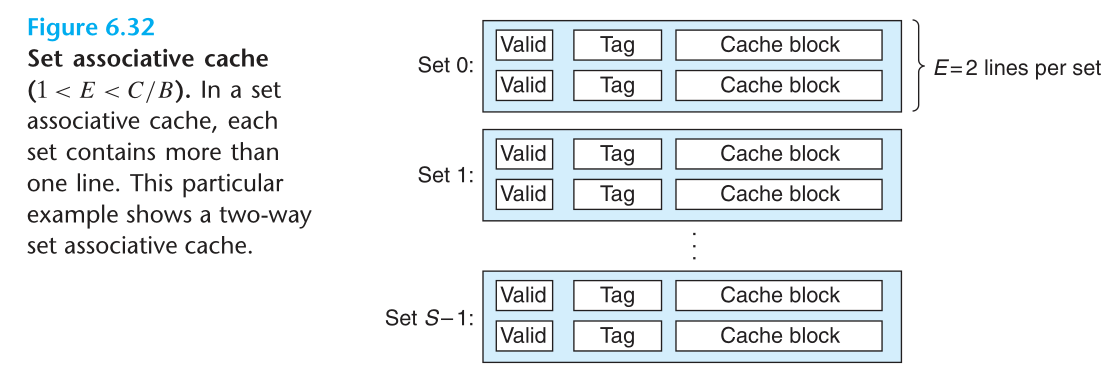 Figure 6.32
Set associative cache
(1 < E < C/B). In a set
associative cache, each
set contains more than
one line. This particular
example shows a two-way
set associative cache.
Set 0:
Valid Tag Cache block
Valid Tag Cache block
E=2 lines per set
Set 1:
Valid Tag Cache block
Valid Tag Cache block
⋮
Set S−1:
Valid Tag Cache block
Valid Tag Cache block